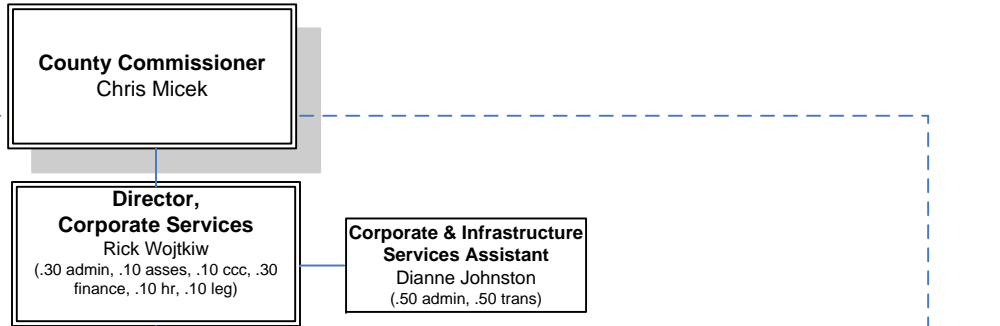 County Commissioner
Chris Micek
Director,
Corporate Services
Rick Wojtkiw
(.30 admin, .10 asses, .10 ccc, .30
finance, .10 hr, .10 leg)
Corporate & Infrastructure
Services Assistant
Dianne Johnston
(.50 admin, .50 trans)